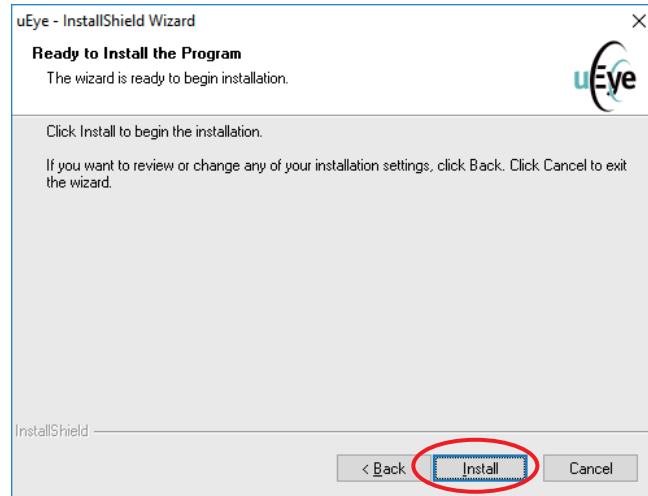 uEye - InstallShield Wizard
Ready to Install the Program
The wizard is ready to begin installation.
uEye
Click Install to begin the installation.
If you want to review or change any of your installation settings, click Back. Click Cancel to exit
the wizard.
InstallShield
< Back
Install
Cancel